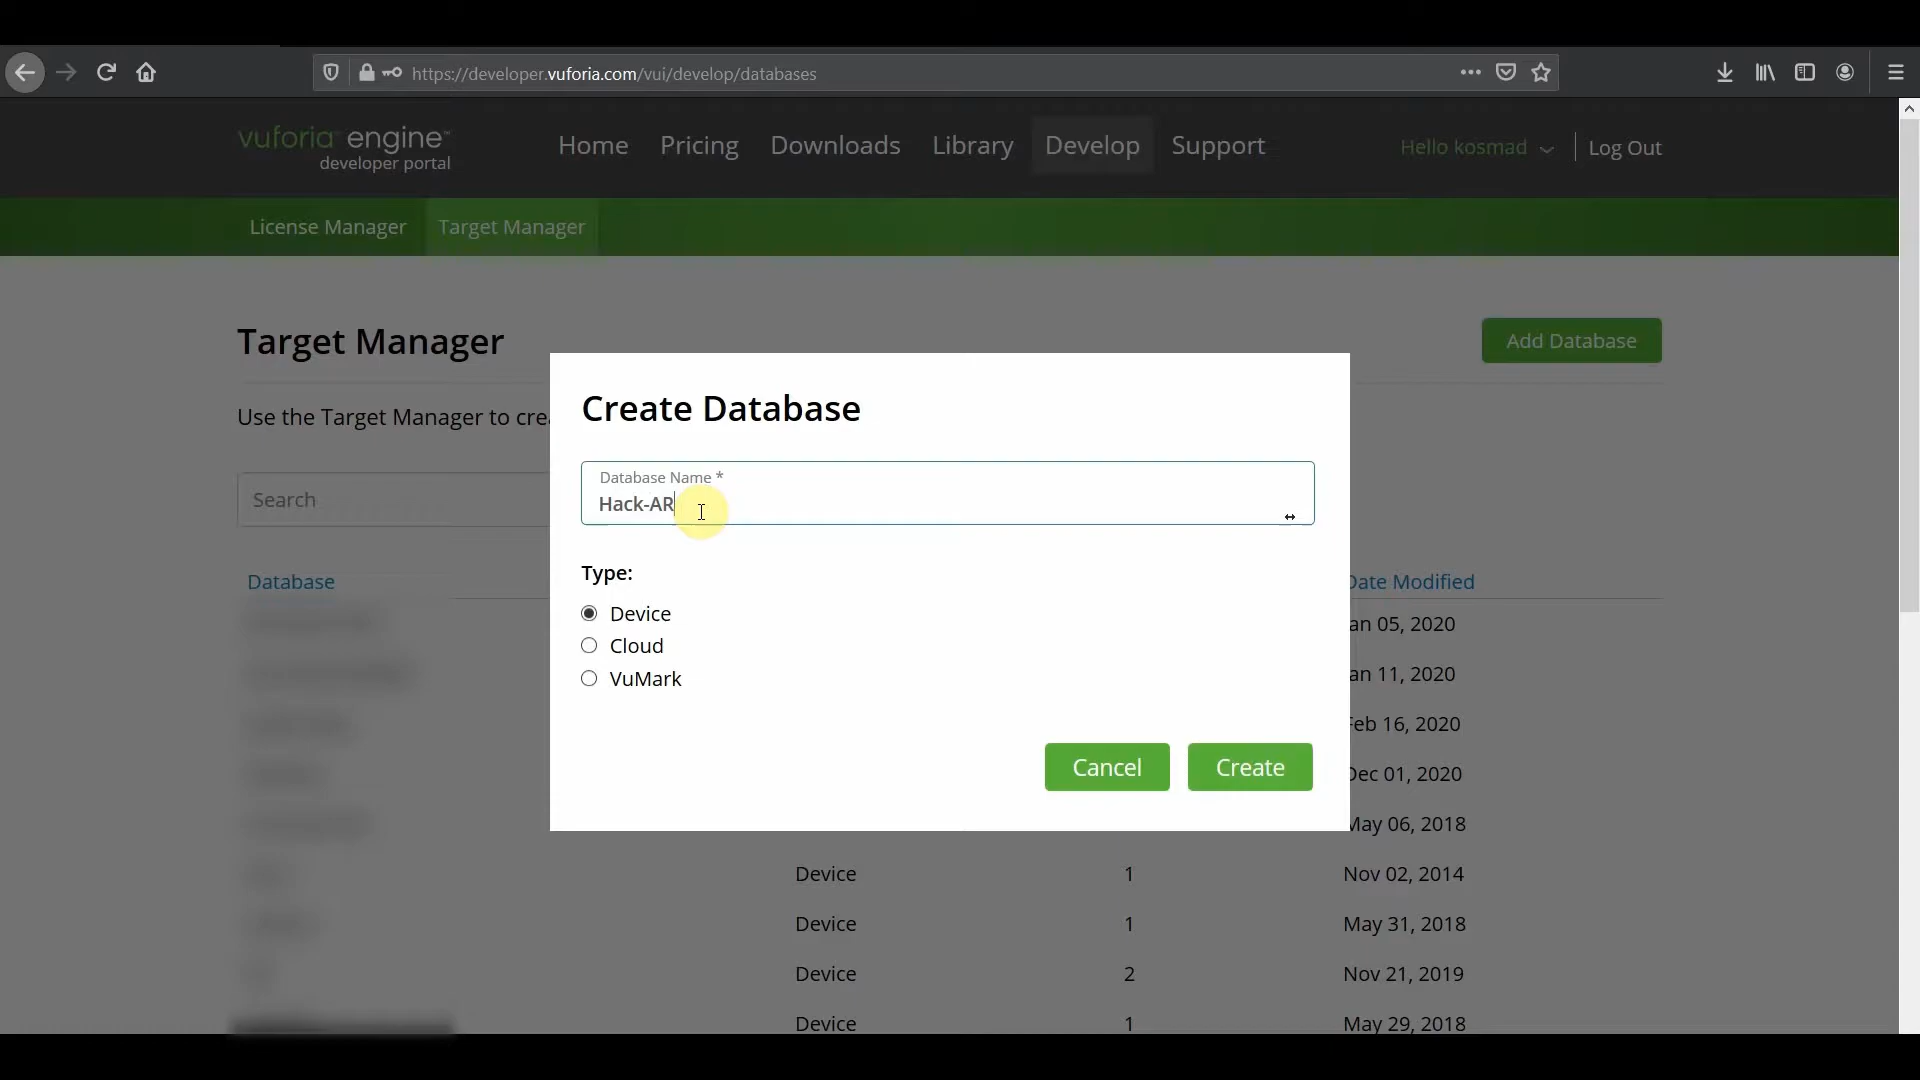 https://developer.vuforia.com/vui/develop/databases
vuforia engine™
developer portal
Home
Pricing
Downloads
Library
Develop
Support
Hello kosmad
Log Out
License Manager
Target Manager
Target Manager
Add Database
Use the Target Manager to crea
Search
Create Database
Database Name *
Hack-AR
Type:
Device
Cloud
VuMark
Cancel
Create
Database
Date Modified
an 05, 2020
an 11, 2020
Feb 16, 2020
Dec 01, 2020
May 06, 2018
Device 1 Nov 02, 2014
Device 1 May 31, 2018
Device 2 Nov 21, 2019
Device 1 May 29, 2018